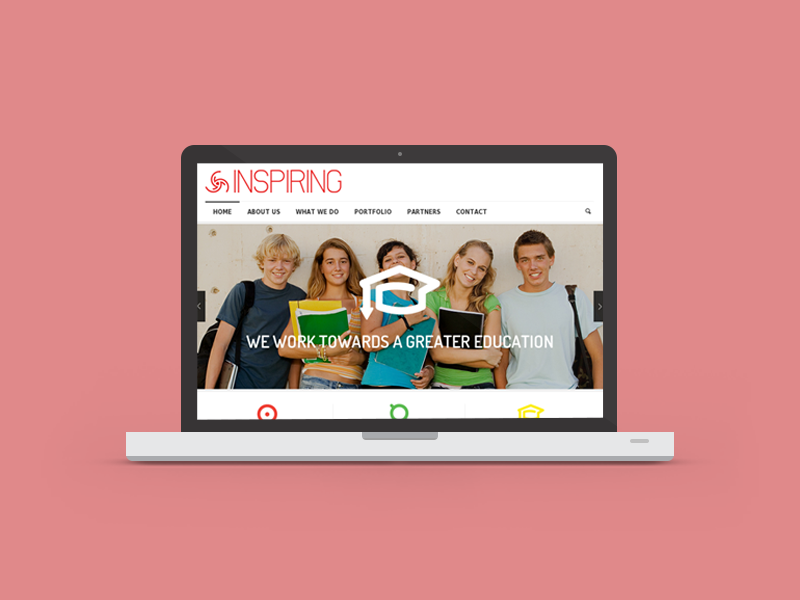 INSPIRING
HOME ABOUT US WHAT WE DO PORTFOLIO PARTNERS CONTACT
WE WORK TOWARDS A GREATER EDUCATION